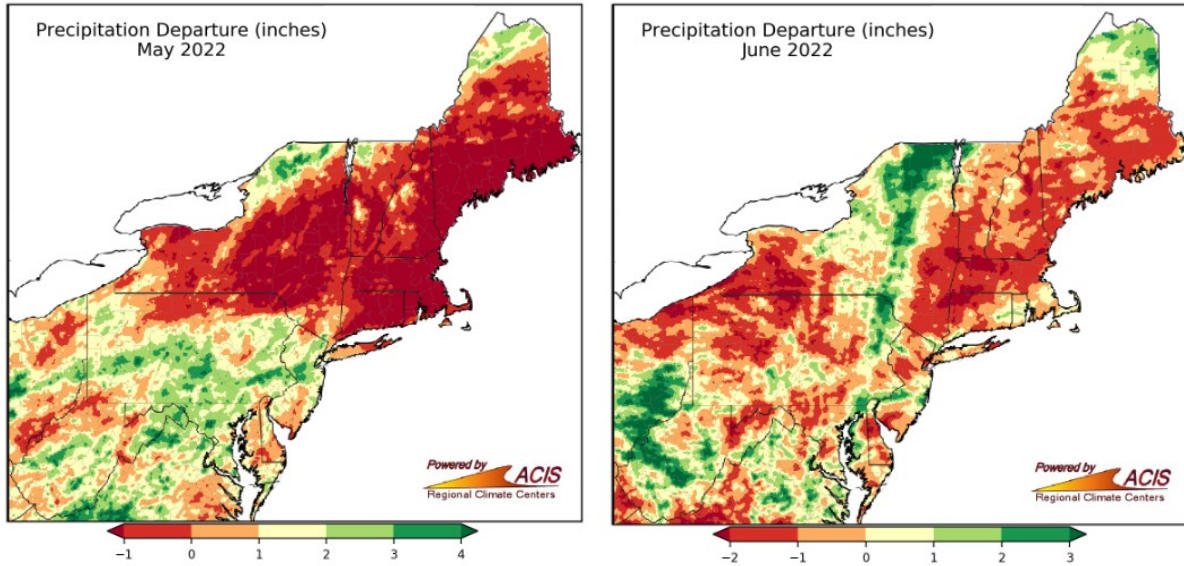 Precipitation Departure (inches)
May 2022
Powered by
ACIS
Regional Climate Centers
−1 0 1 2 3 4
Precipitation Departure (inches)
June 2022
Powered by
ACIS
Regional Climate Centers
−2 −1 0 1 2 3